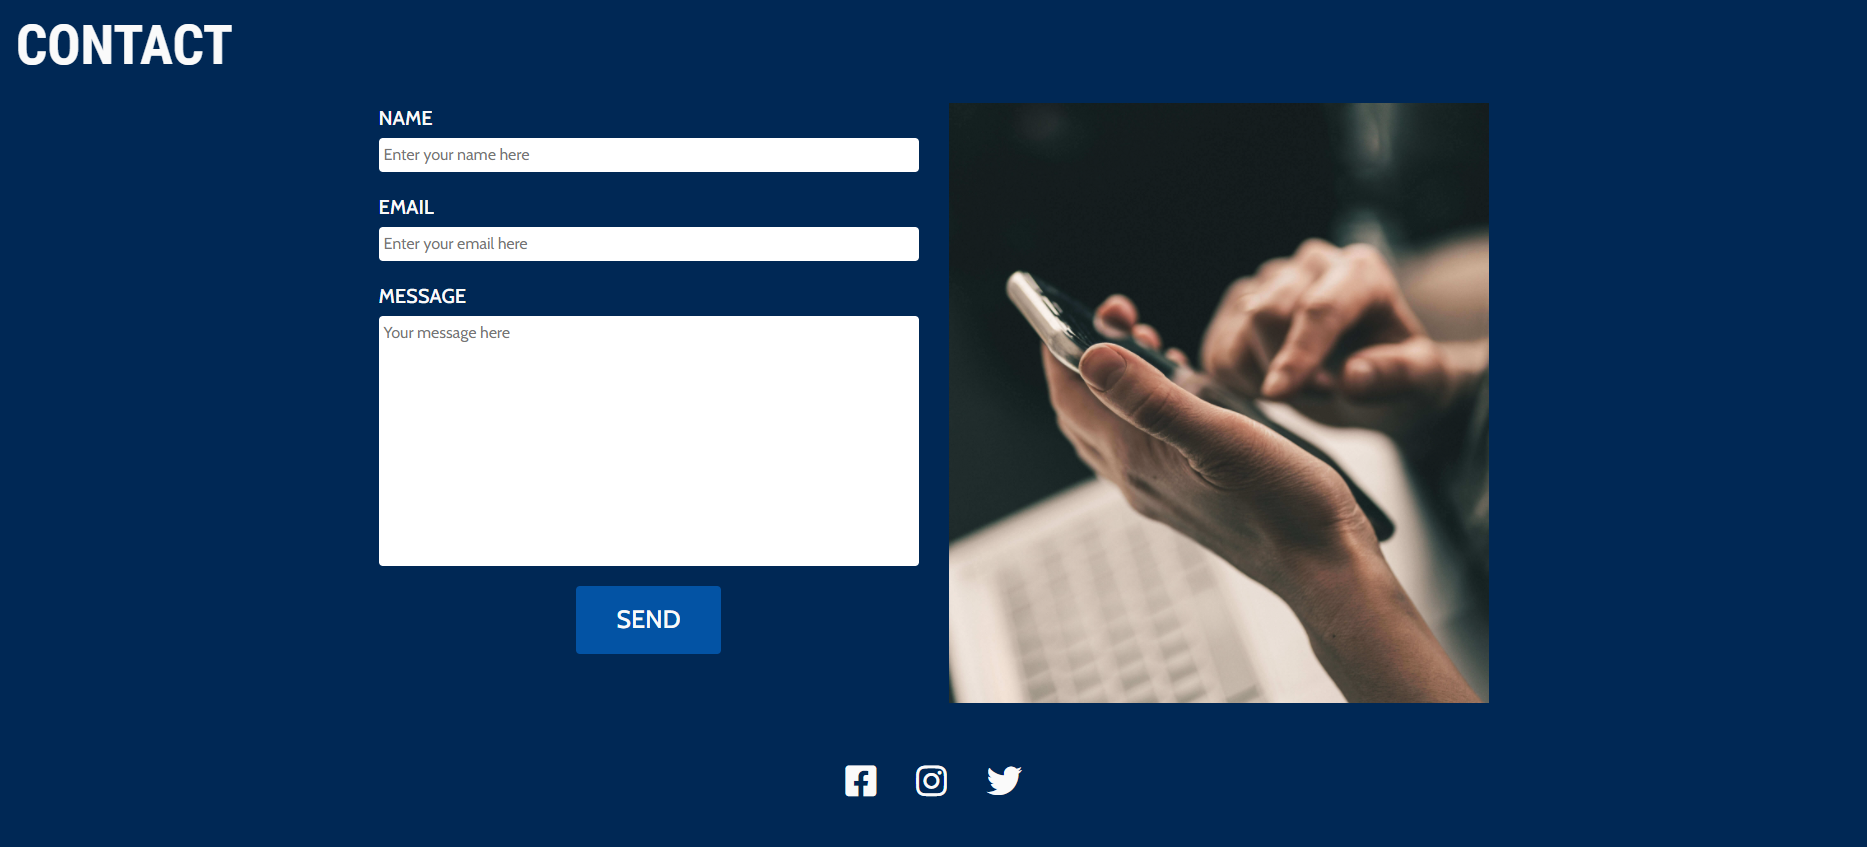 CONTACT
NAME
Enter your name here
EMAIL
Enter your email here
MESSAGE
Your message here
SEND